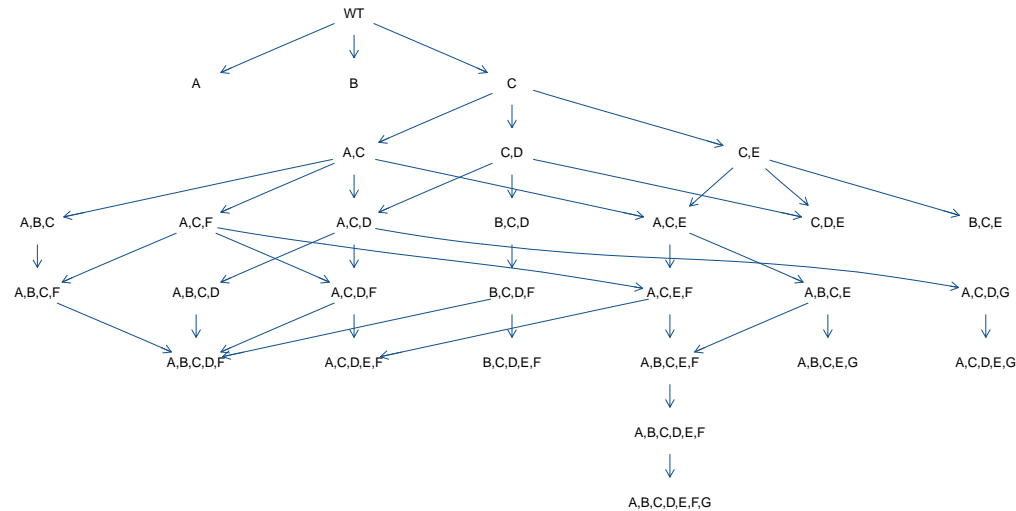 WT
A
B
C
A,C
C,D
C,E
A,B,C
A,C,F
A,C,D
B,C,D
A,C,E
C,D,E
B,C,E
A,B,C,F
A,B,C,D
A,C,D,F
B,C,D,F
A,C,E,F
A,B,C,E
A,C,D,G
A,B,C,D,F
A,C,D,E,F
B,C,D,E,F
A,B,C,E,F
A,B,C,E,G
A,C,D,E,G
A,B,C,D,E,F
A,B,C,D,E,F,G